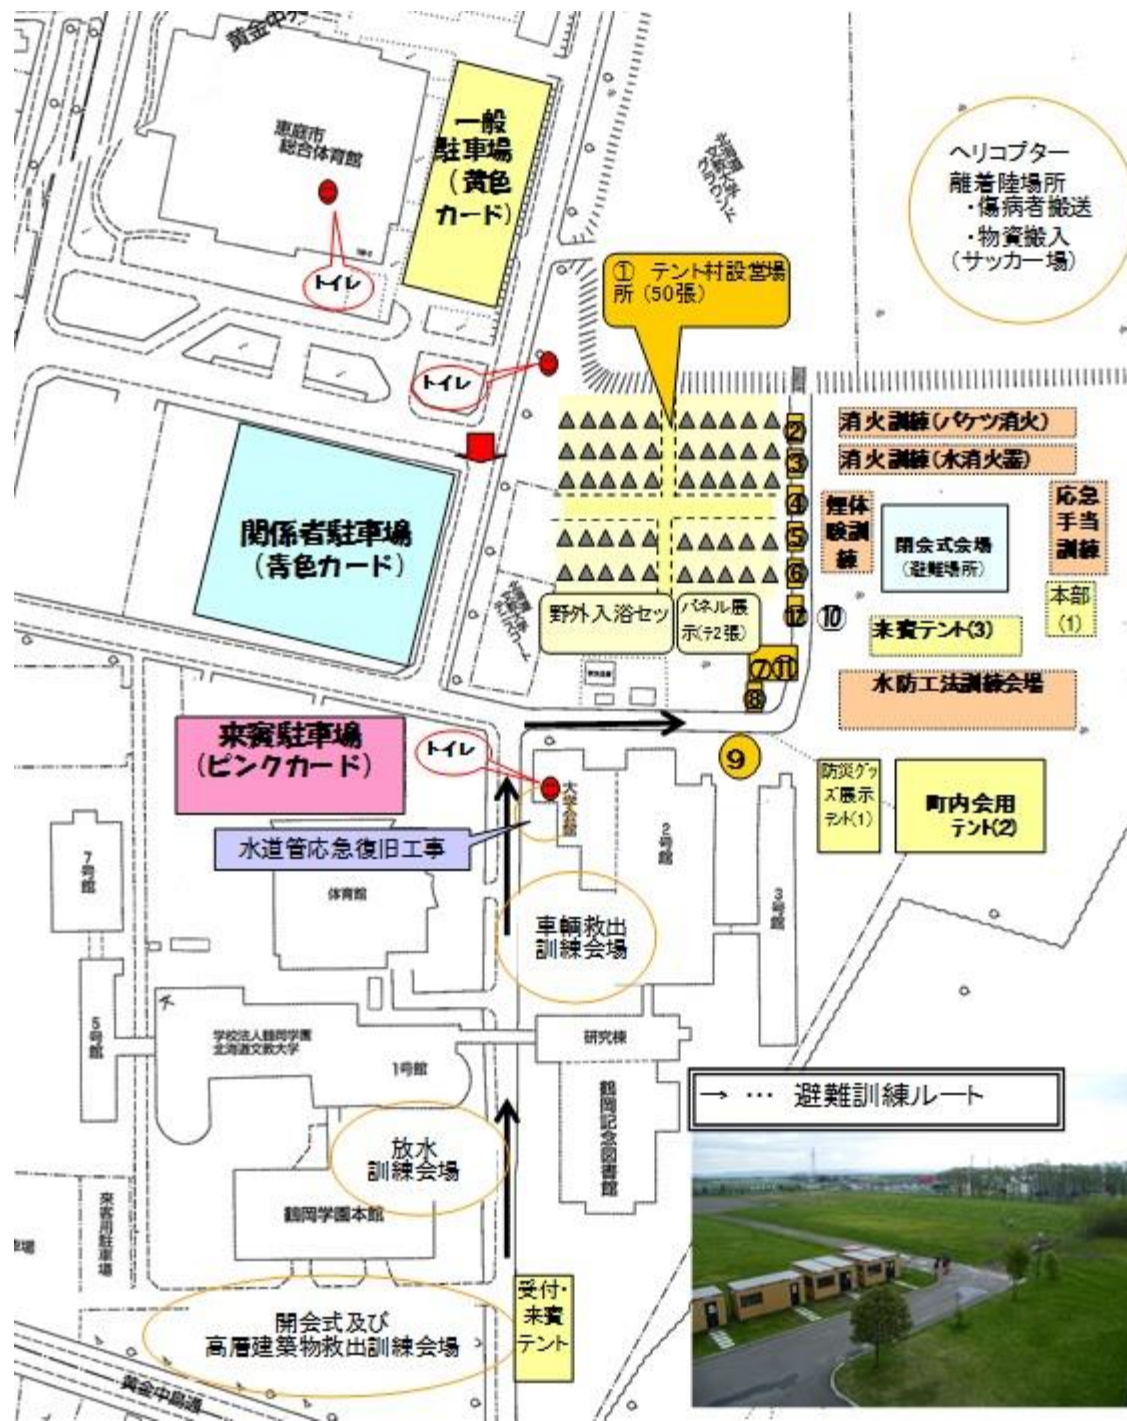 黄金中央
恵庭市
総合体育館
一般
駐車場
(黄色
カード)
トイレ
トイレ
北海道
文教大学
グラウンド
ヘリコプター
離着陸場所
・傷病者搬送
・物資搬入
(サッカー場)
① テント村設営場
所 (50張)
関係者駐車場
(青色カード)
②
③
④
⑤
⑥
⑫
⑩
⑦⑪
⑧
⑨
消火訓練(バケツ消火)
消火訓練(水消火器)
煙体
験訓
練
閉会式会場
(避難場所)
応急
手当
訓練
本部
(1)
来賓テント(3)
水防工法訓練会場
野外入浴セッ
パネル展
示(テ2張)
来賓駐車場
(ピンクカード)
トイレ
大学会館
水道管応急復旧工事
体育館
7号館
5号館
2号館
3号館
防災グッ
ズ展示
テント(1)
町内会用
テント(2)
車輌救出
訓練会場
学校法人鶴岡学園
北海道文教大学
1号館
研究棟
鶴岡記念図書館
→ … 避難訓練ルート
放水
訓練会場
鶴岡学園本館
来客用駐車場
車場
受付・
来賓
テント
開会式及び
高層建築物救出訓練会場
黄金中島通